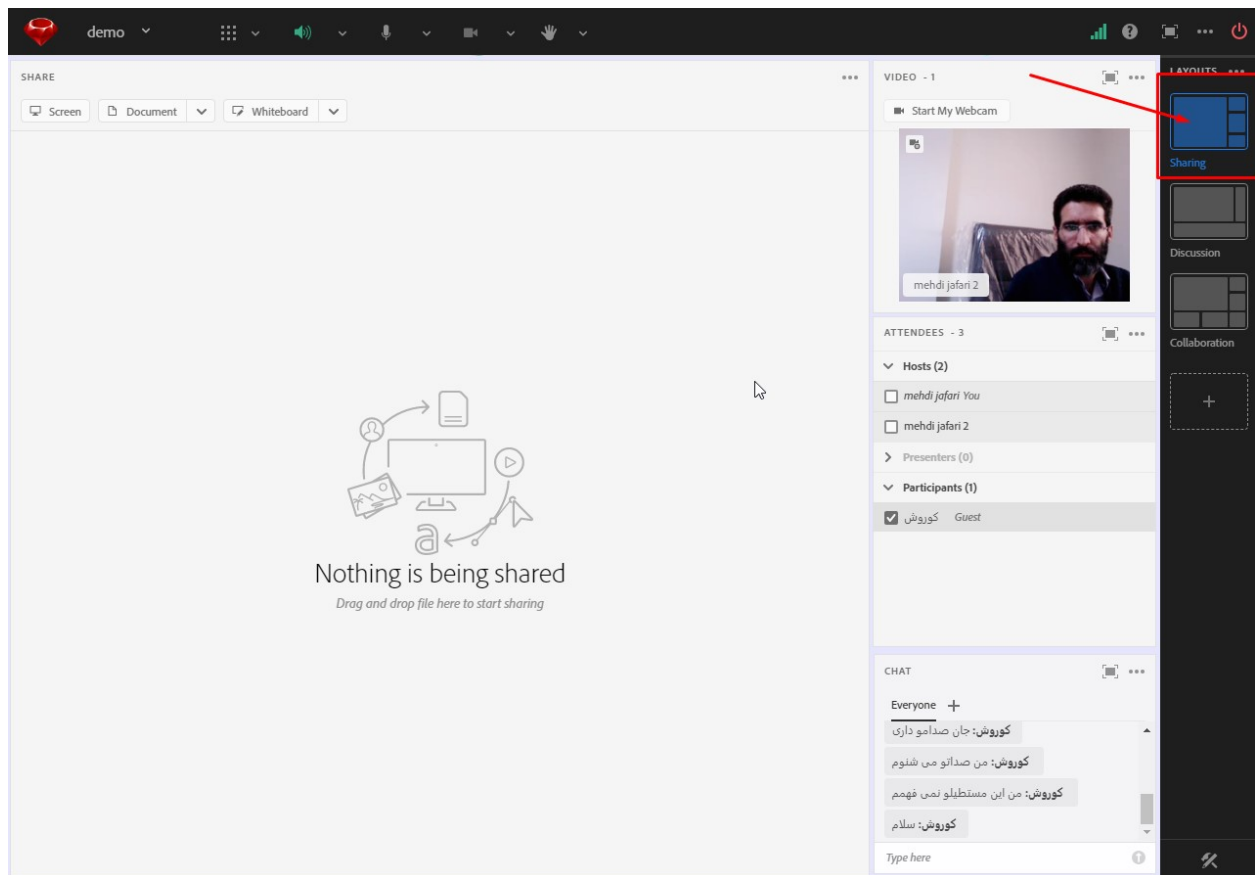 demo
SHARE
Screen
Document
Whiteboard
Nothing is being shared
Drag and drop file here to start sharing
VIDEO - 1
Start My Webcam
mehdi jafari 2
ATTENDEES - 3
Hosts (2)
mehdi jafari You
mehdi jafari 2
Presenters (0)
Participants (1)
کوروش Guest
CHAT
Everyone
کوروش: جان صدامو داری
کوروش: من صداتو می شنوم
کوروش: من این مستطیلو نمی فهمم
کوروش: سلام
Type here
LAYOUTS
Sharing
Discussion
Collaboration